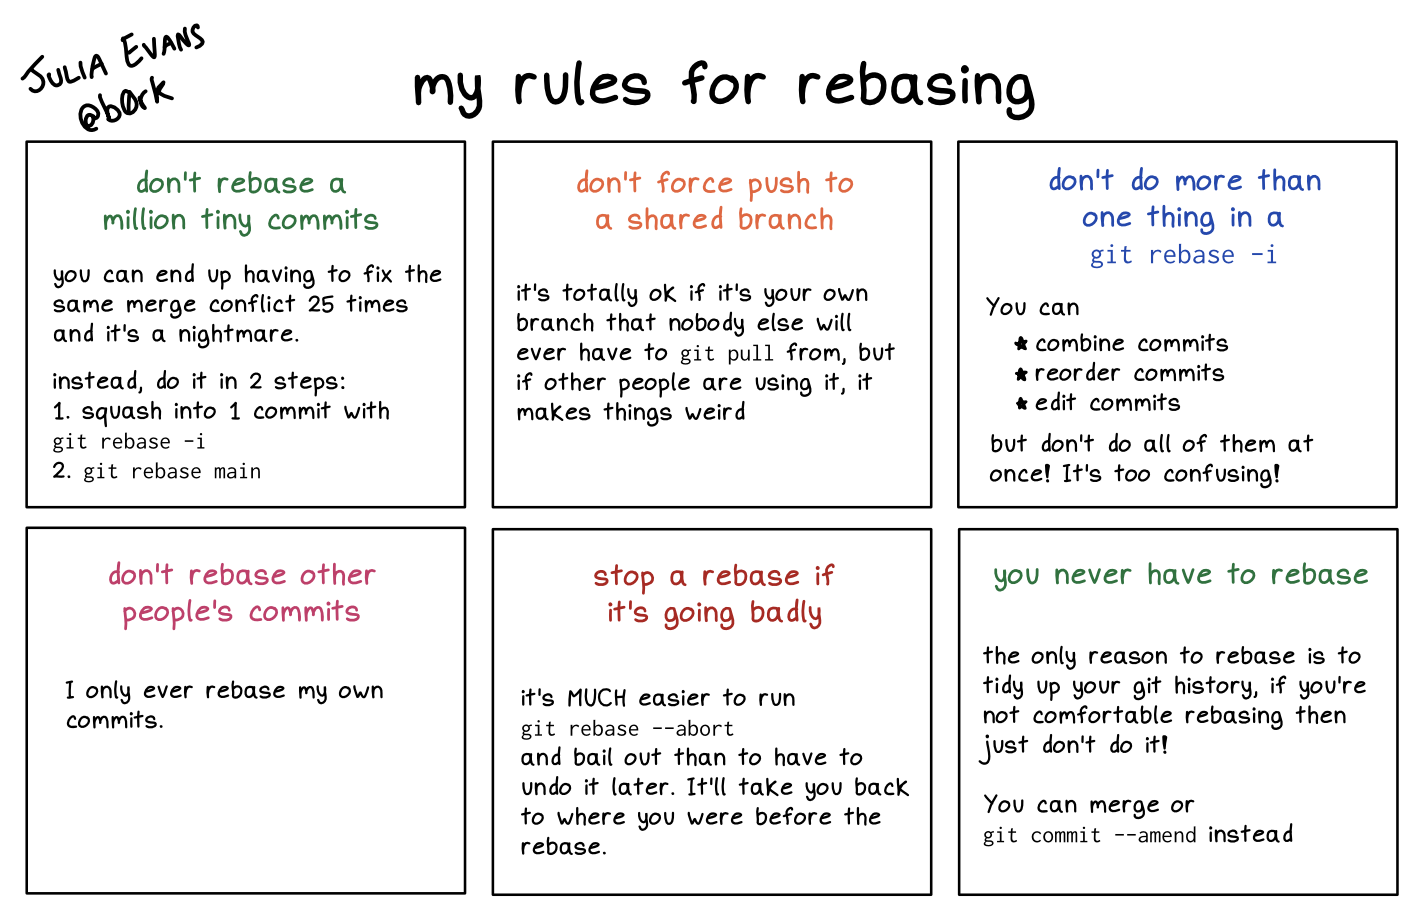 JULIA EVANS
@b0rk
my rules for rebasing
don't rebase a
million tiny commits
you can end up having to fix the
same merge conflict 25 times
and it's a nightmare.
instead, do it in 2 steps:
1. squash into 1 commit with
git rebase -i
2. git rebase main
don't force push to
a shared branch
it's totally ok if it's your own
branch that nobody else will
ever have to git pull from, but
if other people are using it, it
makes things weird
don't do more than
one thing in a
git rebase -i
You can
★ combine commits
★ reorder commits
★ edit commits
but don't do all of them at
once! It's too confusing!
don't rebase other
people's commits
I only ever rebase my own
commits.
stop a rebase if
it's going badly
it's MUCH easier to run
git rebase --abort
and bail out than to have to
undo it later. It'll take you back
to where you were before the
rebase.
you never have to rebase
the only reason to rebase is to
tidy up your git history, if you're
not comfortable rebasing then
just don't do it!
You can merge or
git commit --amend instead